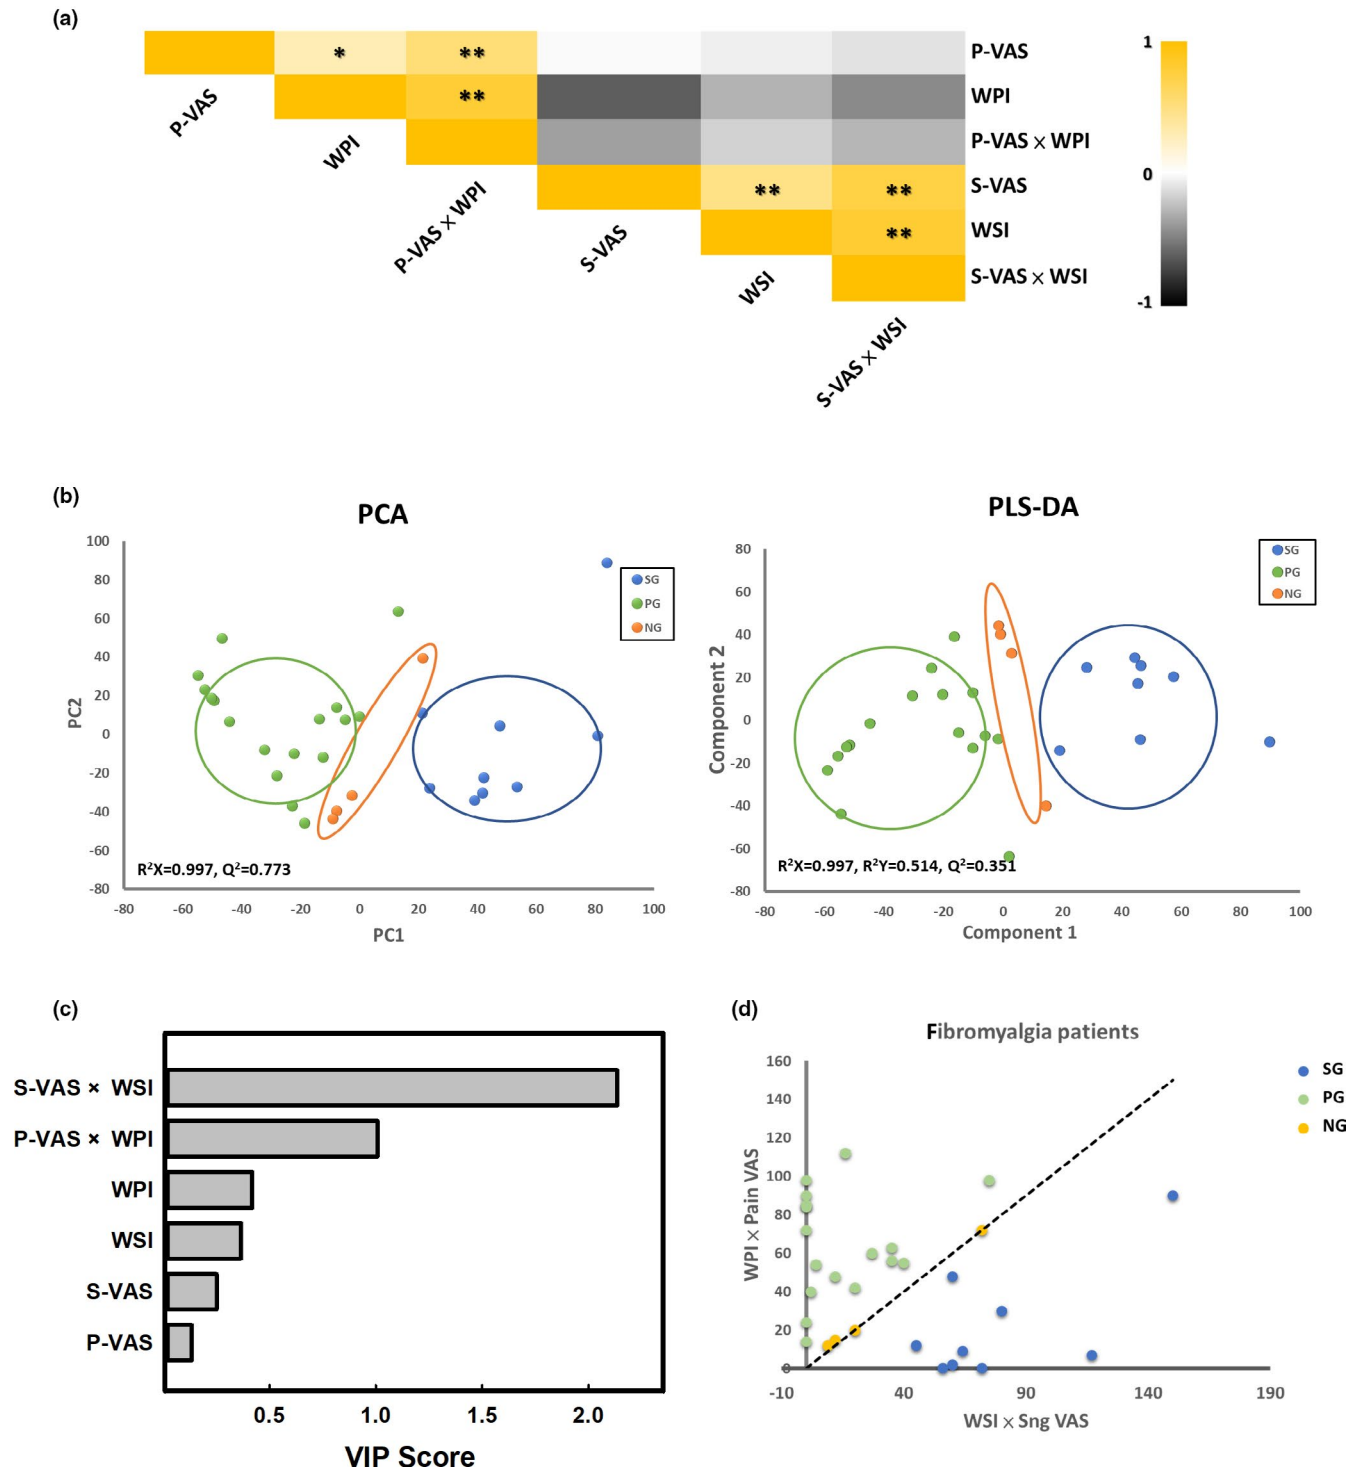 (a)
* ** P-VAS
** WPI
P-VAS × WPI
** ** S-VAS
** WSI
S-VAS × WSI
P-VAS
WPI
P-VAS × WPI
S-VAS
WSI
S-VAS × WSI
1
0
-1
(b)
PCA
100
80
60
40
20
0
-20
-40
-60
-80
PC2
SG
PG
NG
R²X=0.997, Q²=0.773
-80 -60 -40 -20 0 20 40 60 80 100
PC1
PLS-DA
80
60
40
20
0
-20
-40
-60
-80
Component 2
SG
PG
NG
R²X=0.997, R²Y=0.514, Q²=0.351
-80 -60 -40 -20 0 20 40 60 80 100
Component 1
(c)
S-VAS × WSI
P-VAS × WPI
WPI
WSI
S-VAS
P-VAS
0.5 1.0 1.5 2.0
VIP Score
(d)
Fibromyalgia patients
160
140
120
100
80
60
40
20
0
WPI × Pain VAS
SG
PG
NG
-10 40 90 140 190
WSI × Sng VAS